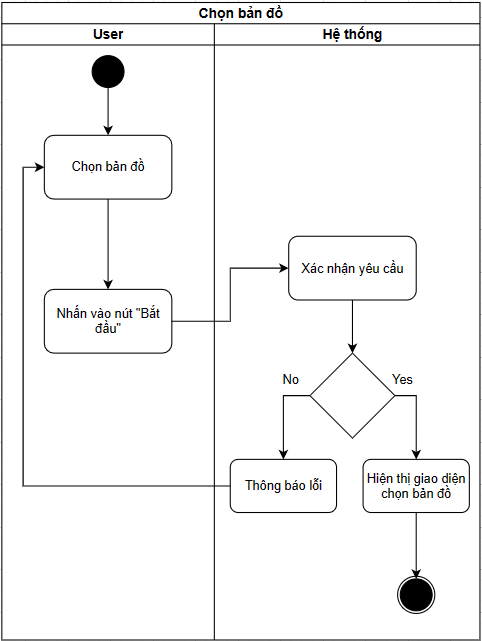 Chọn bản đồ
User
Hệ thống
Chọn bản đồ
Xác nhận yêu cầu
Nhấn vào nút "Bắt
đầu"
No
Yes
Thông báo lỗi
Hiện thị giao diện
chọn bản đồ